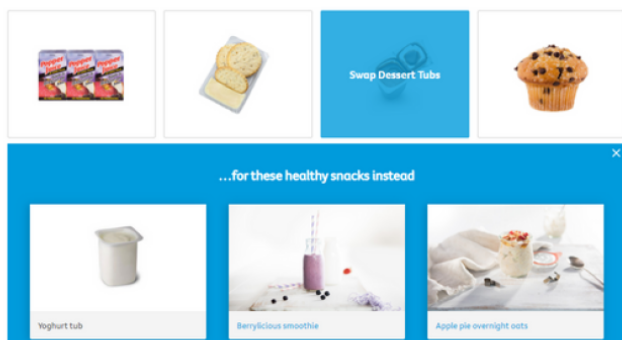 Swap Dessert Tubs
...for these healthy snacks instead
Yoghurt tub
Berrylicious smoothie
Apple pie overnight oats